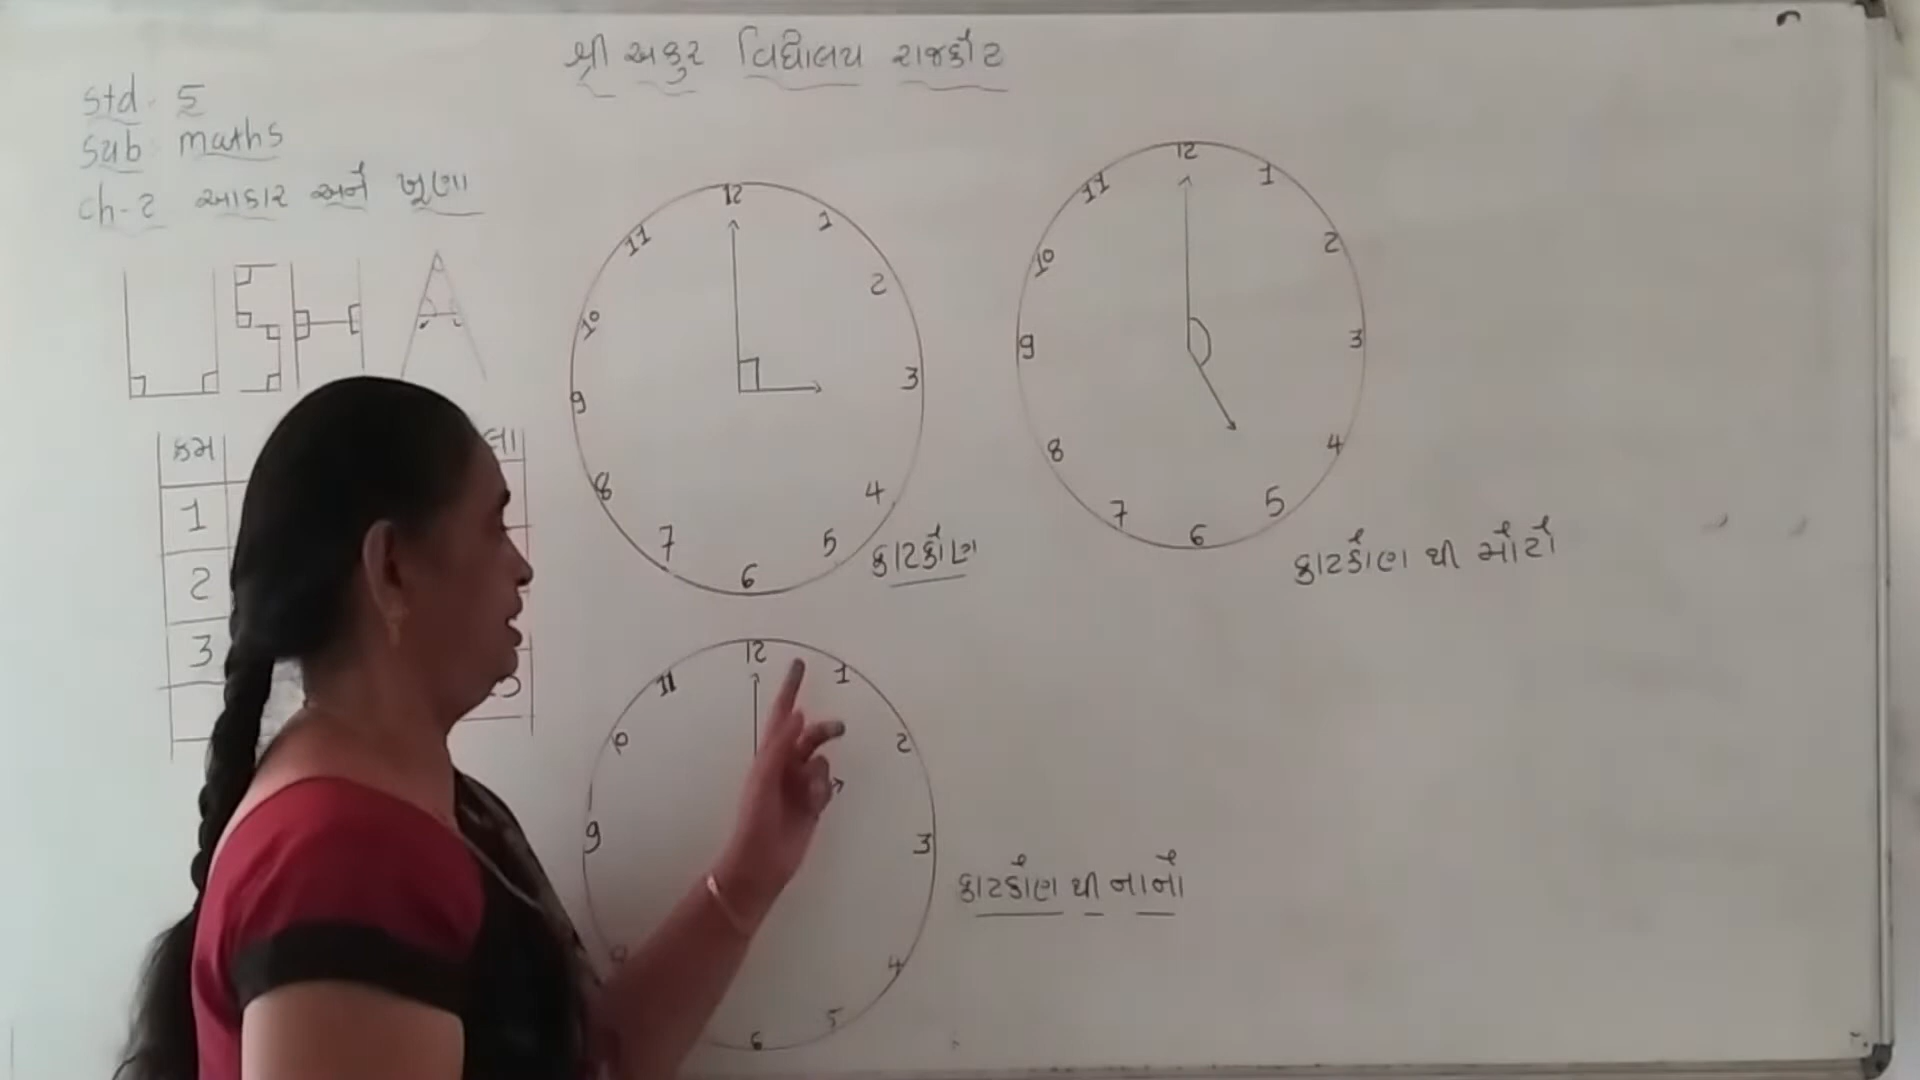 શ્રી અકુર વિદ્યાલય રાજકોટ
Std. 5
Sub maths
Ch-2 આકાર અને ખૂણા
USHA
ક્રમ
1
2
3
12 1 2 3 4 5 6 7 8 9 10 11
કાટકોણ
12 1 2 3 4 5 6 7 8 9 10 11
કાટકોણ થી મોટો
12 1 2 3 4 5 6 9 11
કાટકોણ થી નાનો